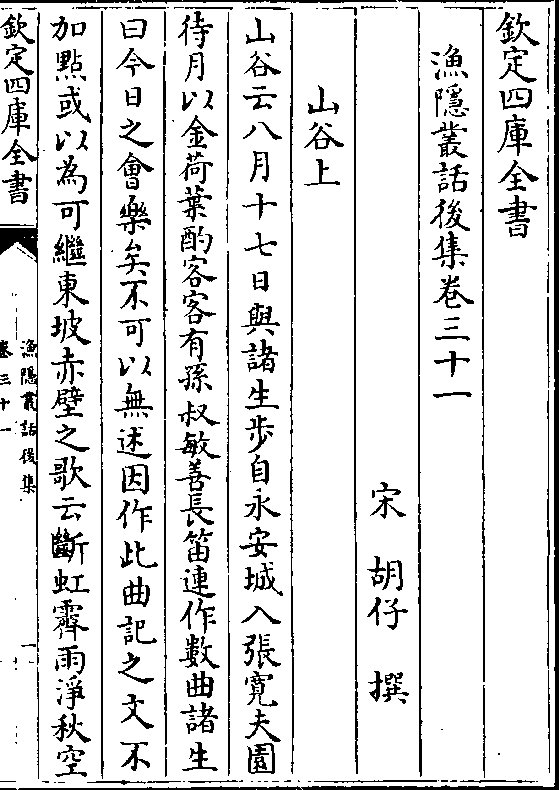 欽定四庫全書
漁隱叢話後集卷三十一
宋 胡仔 撰
山谷上
山谷云八月十七日與諸生步自永安城入張寛夫園
待月以金荷葉酌客客有孫叔敏善長笛連作數曲諸生
曰今日之會樂矣不可以無述因作此曲記之文不
加點或以為可繼東坡赤壁之歌云斷虹霽雨淨秋空
欽定四庫全書
漁隱叢話後集
卷三十一
一